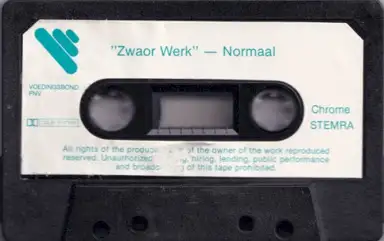 "Zwaor Werk" — Normaal
VOEDINGSBOND
FNV
Chrome
STEMRA
All rights of the produc of the owner of the work reproduced
reserved. Unauthorized hiring, lending, public performance
and broadc of this tape prohibited.